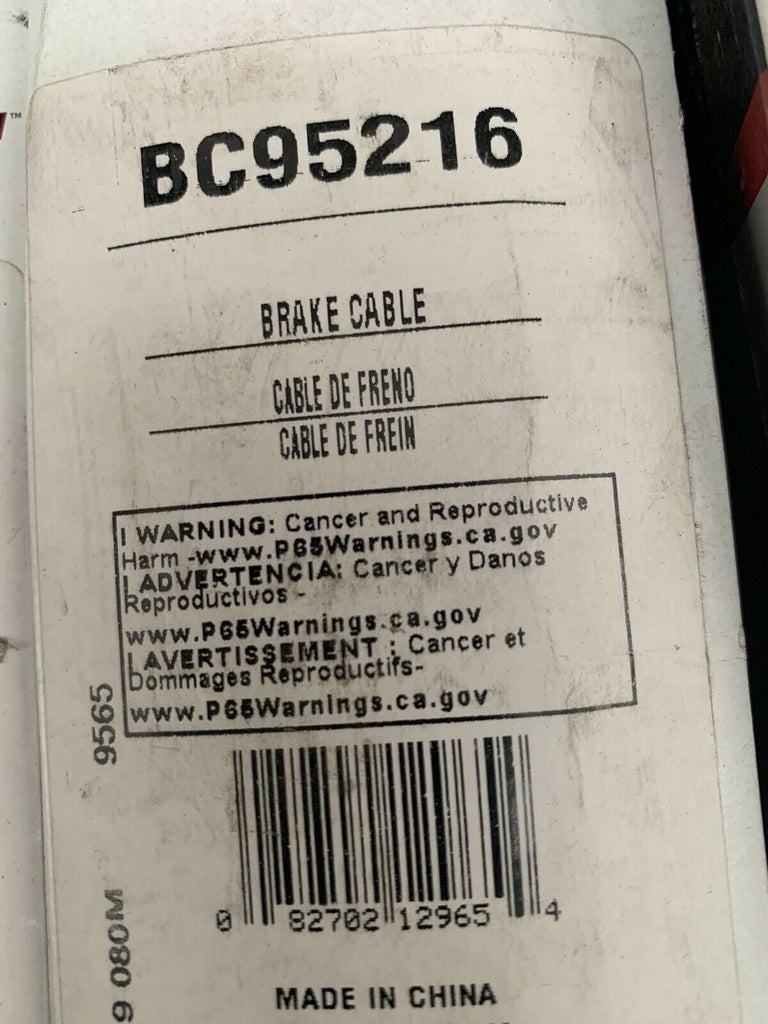 ™
BC95216
BRAKE CABLE
CABLE DE FRENO
CABLE DE FREIN
! WARNING: Cancer and Reproductive
Harm -www.P65Warnings.ca.gov
! ADVERTENCIA: Cancer y Danos
Reproductivos -
www.P65Warnings.ca.gov
! AVERTISSEMENT : Cancer et
Dommages Reproductifs-
www.P65Warnings.ca.gov
9565
9 080M
0 82702 12965 4
MADE IN CHINA